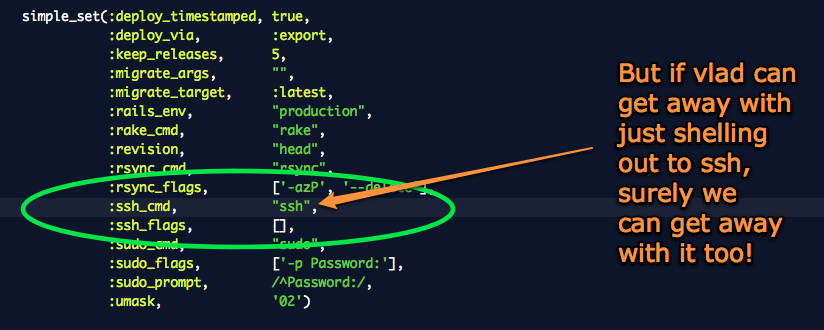 simple_set(:deploy_timestamped, true,
:deploy_via, :export,
:keep_releases, 5,
:migrate_args, "",
:migrate_target, :latest,
:rails_env, "production",
:rake_cmd, "rake",
:revision, "head",
:rsync_cmd, "rsync",
:rsync_flags, ['-azP', '--delete'],
:ssh_cmd, "ssh",
:ssh_flags, [],
:sudo_cmd, "sudo",
:sudo_flags, ['-p Password:'],
:sudo_prompt, /^Password:/,
:umask, '02')
But if vlad can
get away with
just shelling
out to ssh,
surely we
can get away
with it too!